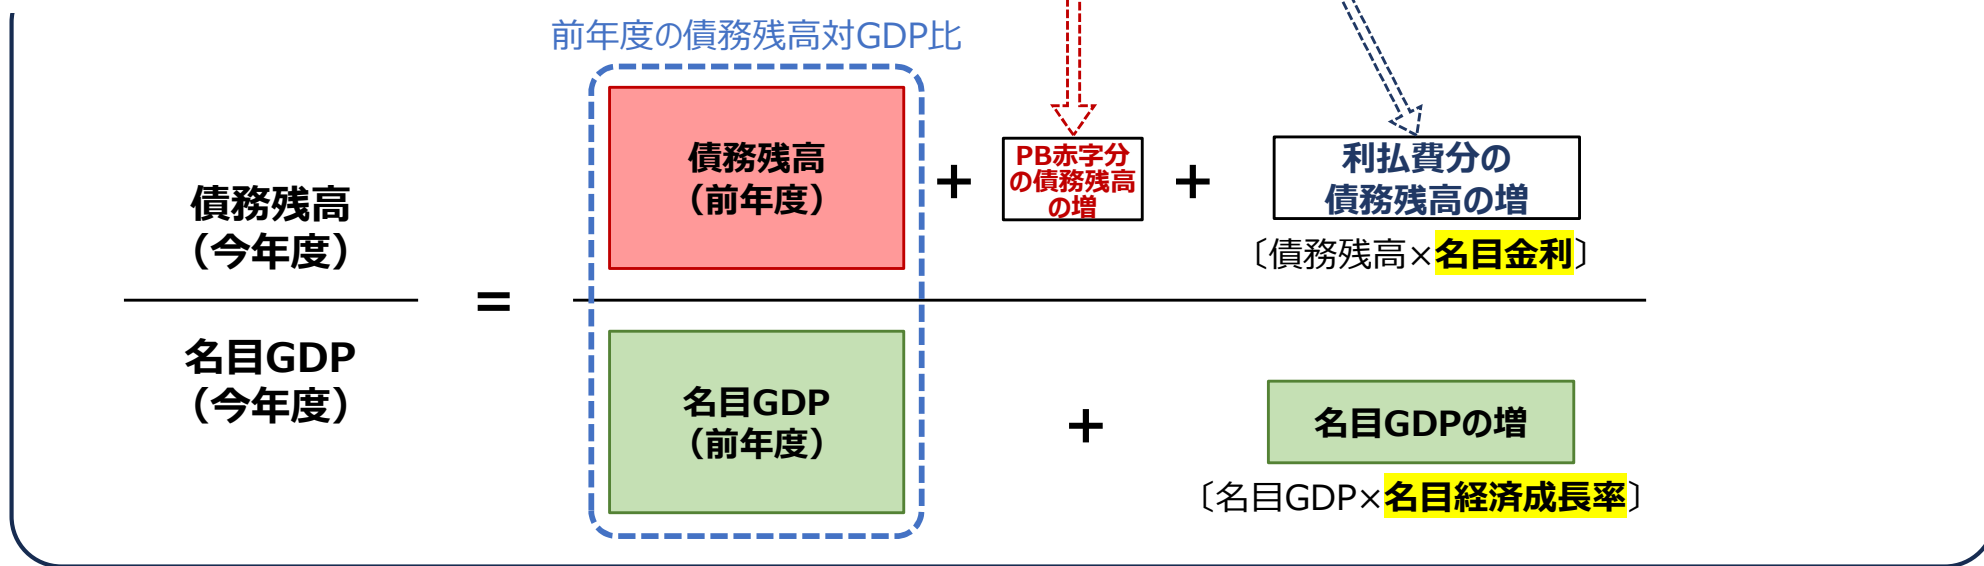 前年度の債務残高対GDP比
債務残高
（今年度）
名目GDP
（今年度）
=
債務残高
（前年度）
+
PB赤字分
の債務残高
の増
+
利払費分の
債務残高の増
〔債務残高×名目金利〕
名目GDP
（前年度）
+
名目GDPの増
〔名目GDP×名目経済成長率〕